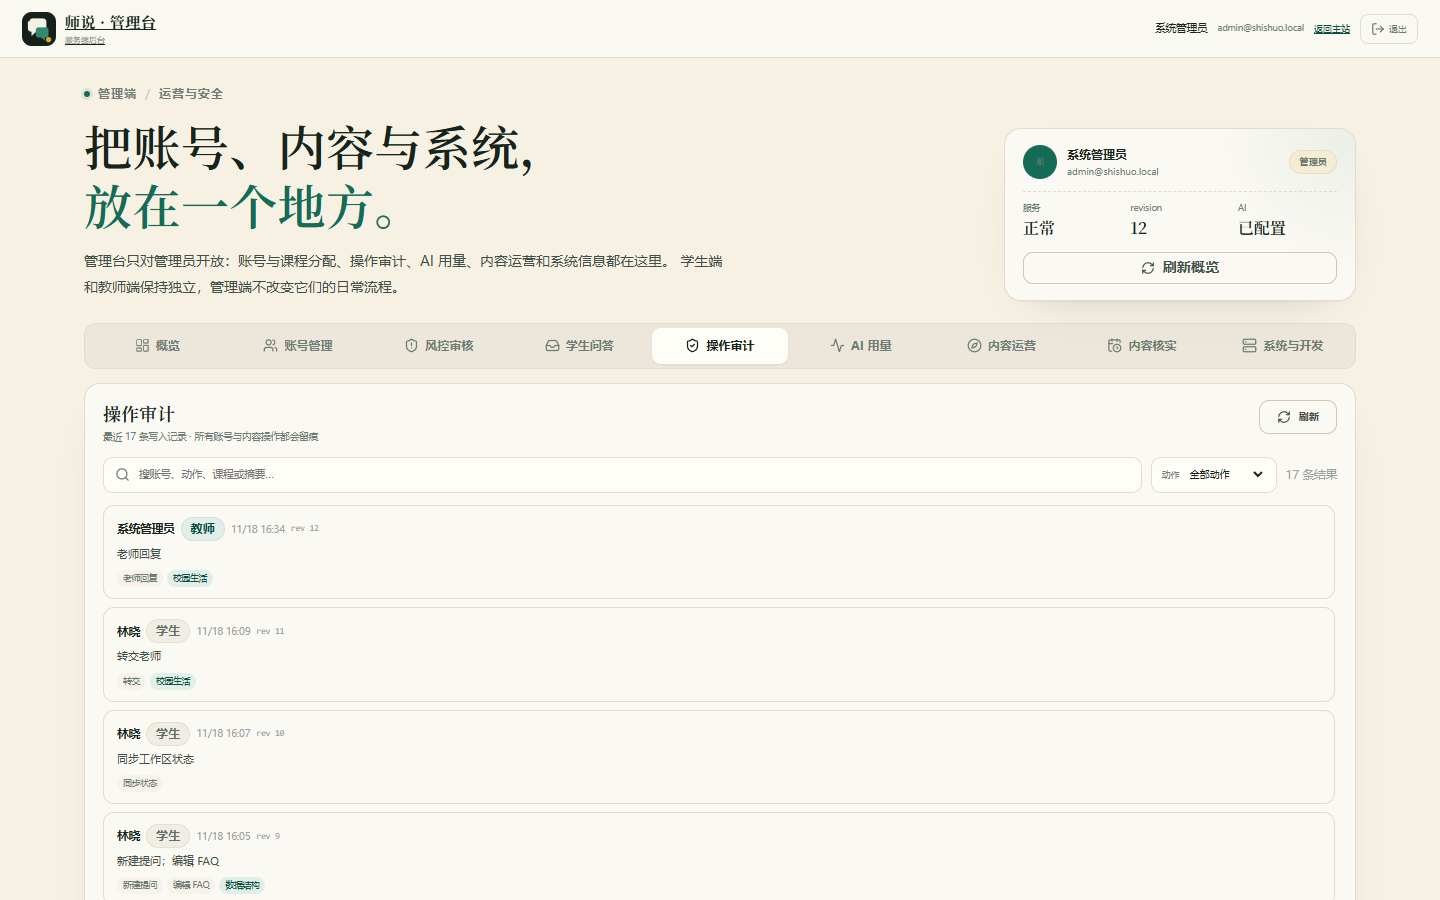 师说 · 管理台
服务器后台
系统管理员 admin@shishuo.local 返回主站 退出
管理端 / 运营与安全
把账号、内容与系统，
放在一个地方。
管理台只对管理员开放：账号与课程分配、操作审计、AI 用量、内容运营和系统信息都在这里。 学生端
和教师端保持独立，管理端不改变它们的日常流程。
系
系统管理员
admin@shishuo.local
管理员
服务 revision AI
正常 12 已配置
刷新概览
概览 账号管理 风控审核 学生问答 操作审计 AI 用量 内容运营 内容核实 系统与开发
操作审计
最近 17 条写入记录 · 所有账号与内容操作都会留痕
刷新
搜账号、动作、课程或摘要...
动作 全部动作
17 条结果
系统管理员 教师 11/18 16:34 rev 12
老师回复
老师回复 校园生活
林晓 学生 11/18 16:09 rev 11
转交老师
转交 校园生活
林晓 学生 11/18 16:07 rev 10
同步工作区状态
同步状态
林晓 学生 11/18 16:05 rev 9
新建提问；编辑 FAQ
新建提问 编辑 FAQ 数据结构